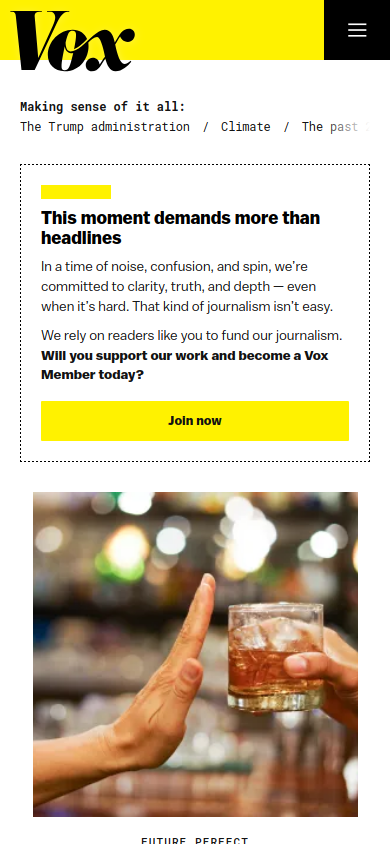 Vox
Making sense of it all:
The Trump administration / Climate / The past
This moment demands more than
headlines
In a time of noise, confusion, and spin, we’re
committed to clarity, truth, and depth — even
when it’s hard. That kind of journalism isn’t easy.
We rely on readers like you to fund our journalism.
Will you support our work and become a Vox
Member today?
Join now
FUTURE PERFECT